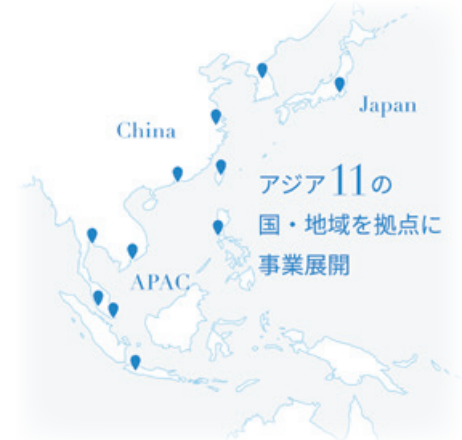 Japan
China
アジア11の
国・地域を拠点に
事業展開
APAC